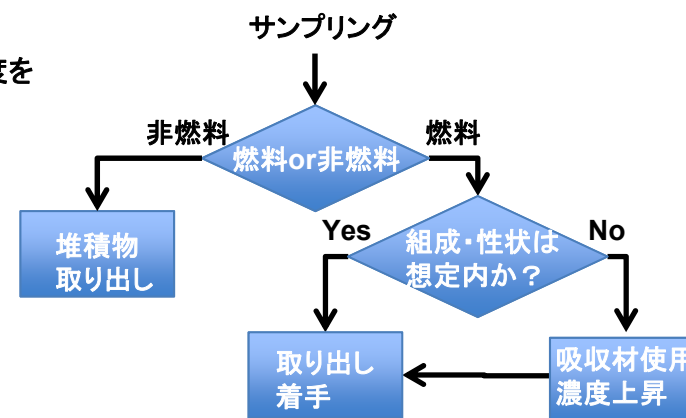 サンプリング
度を
非燃料
燃料
燃料or非燃料
堆積物
取り出し
Yes
組成・性状は
想定内か？
No
取り出し
着手
吸収材使用
濃度上昇